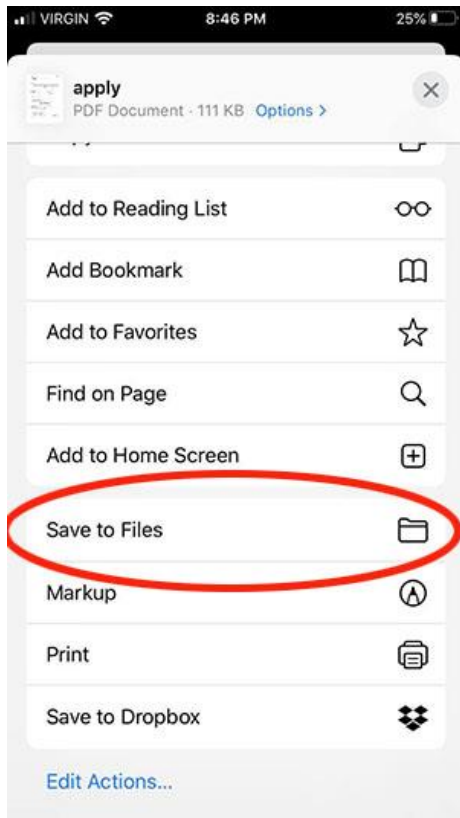 VIRGIN 8:46 PM 25%
apply
PDF Document · 111 KB Options >
Add to Reading List
Add Bookmark
Add to Favorites
Find on Page
Add to Home Screen
Save to Files
Markup
Print
Save to Dropbox
Edit Actions...